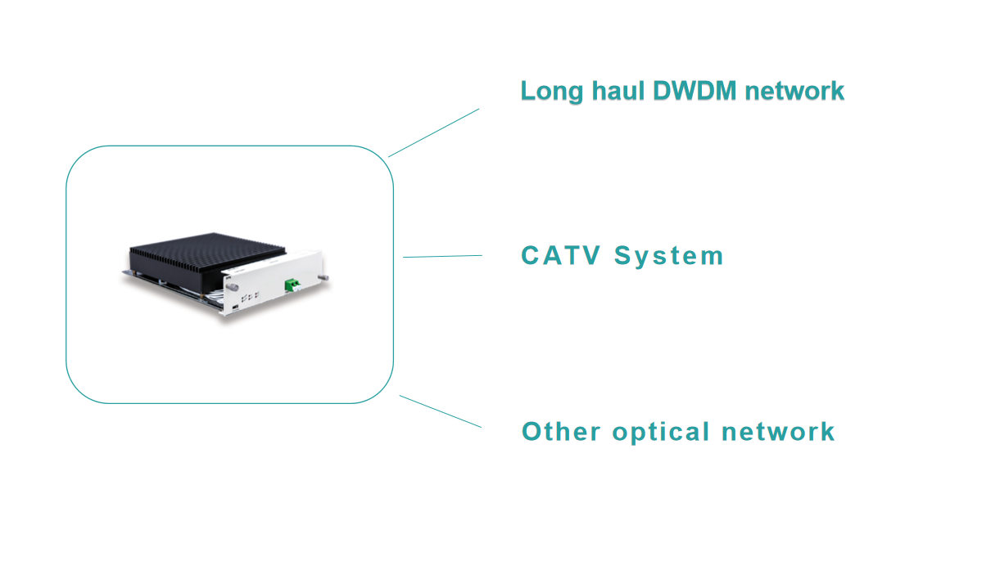 Long haul DWDM network
CATV System
Other optical network